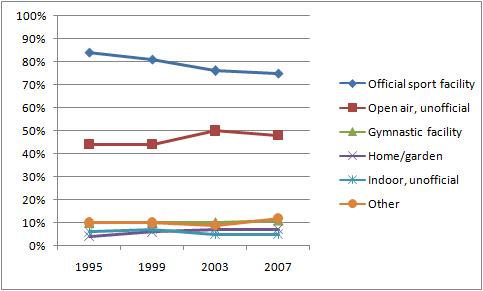 100%
90%
80%
70%
60%
50%
40%
30%
20%
10%
0%
1995 1999 2003 2007
Official sport facility
Open air, unofficial
Gymnastic facility
Home/garden
Indoor, unofficial
Other